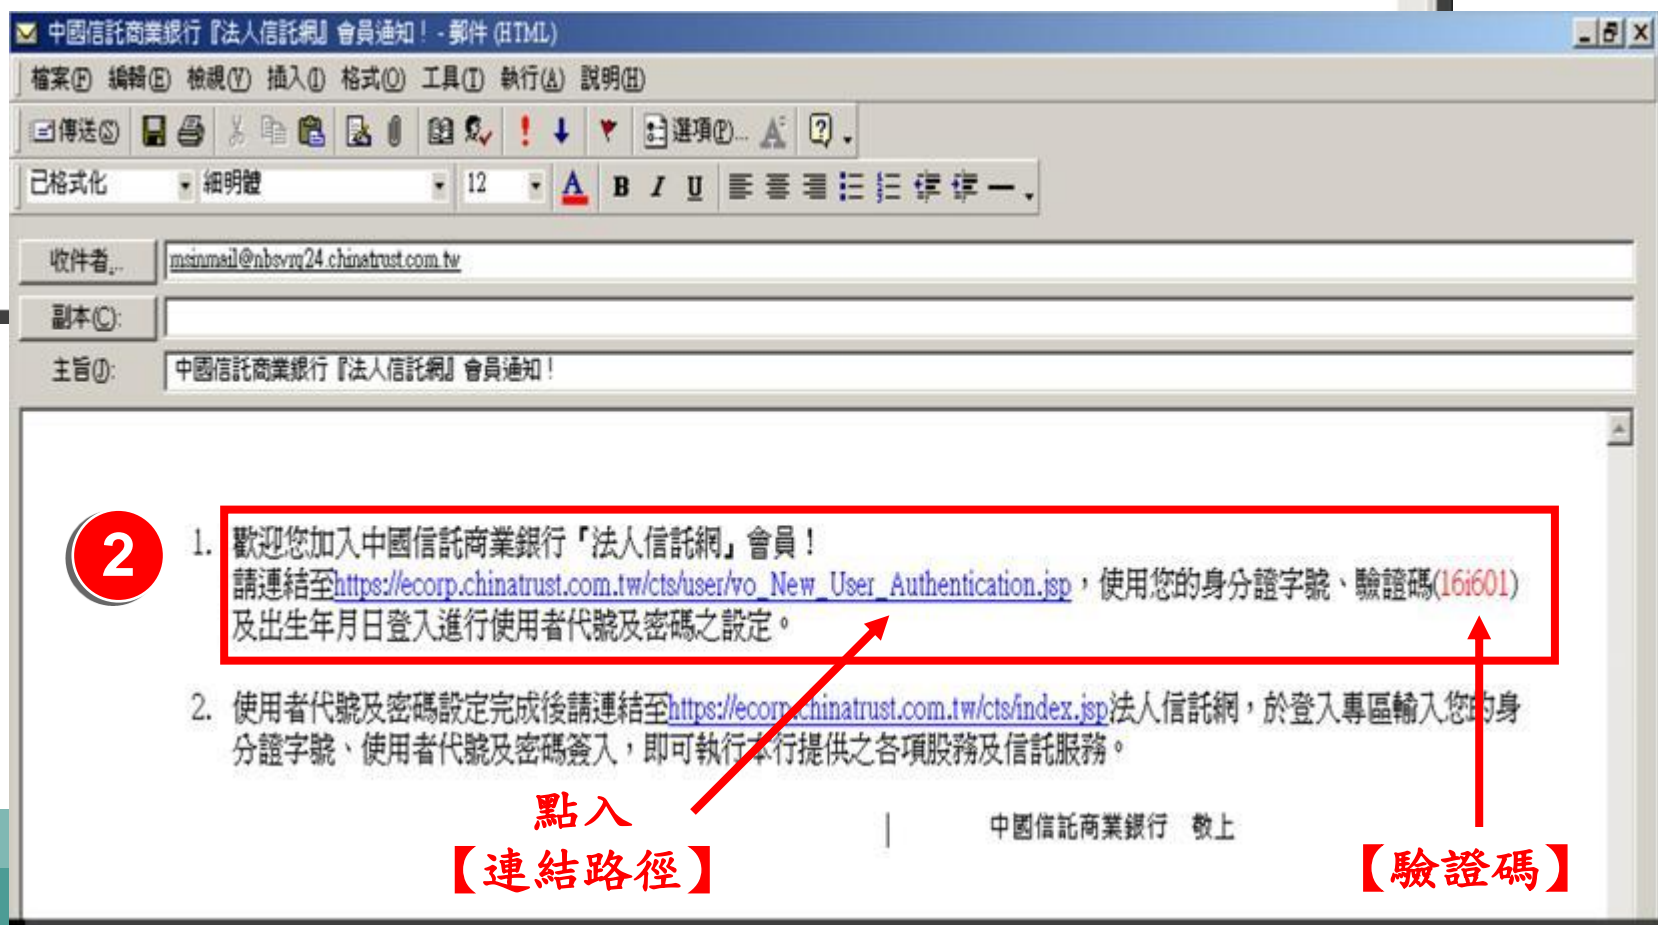 中國信託商業銀行『法人信託網』會員通知！ - 郵件 (HTML)
檔案(F) 編輯(E) 檢視(V) 插入(I) 格式(O) 工具(T) 執行(A) 說明(H)
傳送(S) 選項(P)...
已格式化 細明體 12 A B I U
收件者... msinmail@nbsvrq24.chinatrust.com.tw
副本(C):
主旨(J): 中國信託商業銀行『法人信託網』會員通知！
2
1. 歡迎您加入中國信託商業銀行『法人信託網』會員！
請連結至https://ecorp.chinatrust.com.tw/cts/user/vo_New_User_Authentication.jsp，使用您的身分證字號、驗證碼(16i601)
及出生年月日登入進行使用者代號及密碼之設定。
2. 使用者代號及密碼設定完成後請連結至https://ecorp.chinatrust.com.tw/cts/index.jsp法人信託網，於登入專區輸入您的身
分證字號、使用者代號及密碼簽入，即可執行本行提供之各項股務及信託服務。
點入
【連結路徑】
中國信託商業銀行 敬上
【驗證碼】